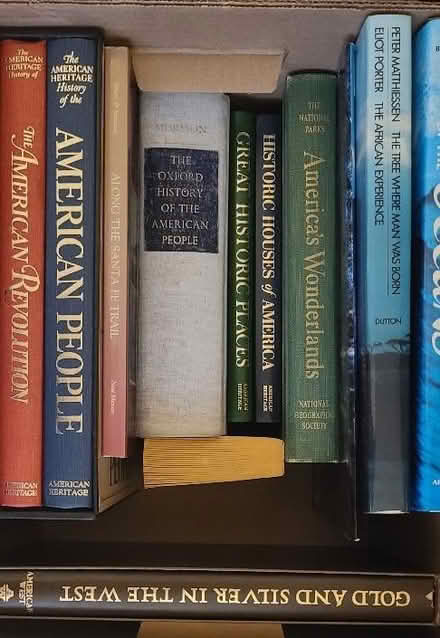 The
AMERICAN
HERITAGE
History of
THE
AMERICAN REVOLUTION
AMERICAN
HERITAGE
The
AMERICAN
HERITAGE
History
of the
AMERICAN PEOPLE
AMERICAN
HERITAGE
ALONG THE SANTA FE TRAIL
MORISON
THE
OXFORD
HISTORY
OF THE
AMERICAN
PEOPLE
GREAT HISTORIC PLACES
AMERICAN
HERITAGE
HISTORIC HOUSES of AMERICA
AMERICAN
HERITAGE
THE
NATIONAL
PARKS
America's Wonderlands
NATIONAL
GEOGRAPHIC
SOCIETY
PETER MATTHIESSEN THE TREE WHERE MAN WAS BORN
ELIOT PORTER THE AFRICAN EXPERIENCE
DUTTON
GOLD AND SILVER IN THE WEST
AMERICAN
WEST